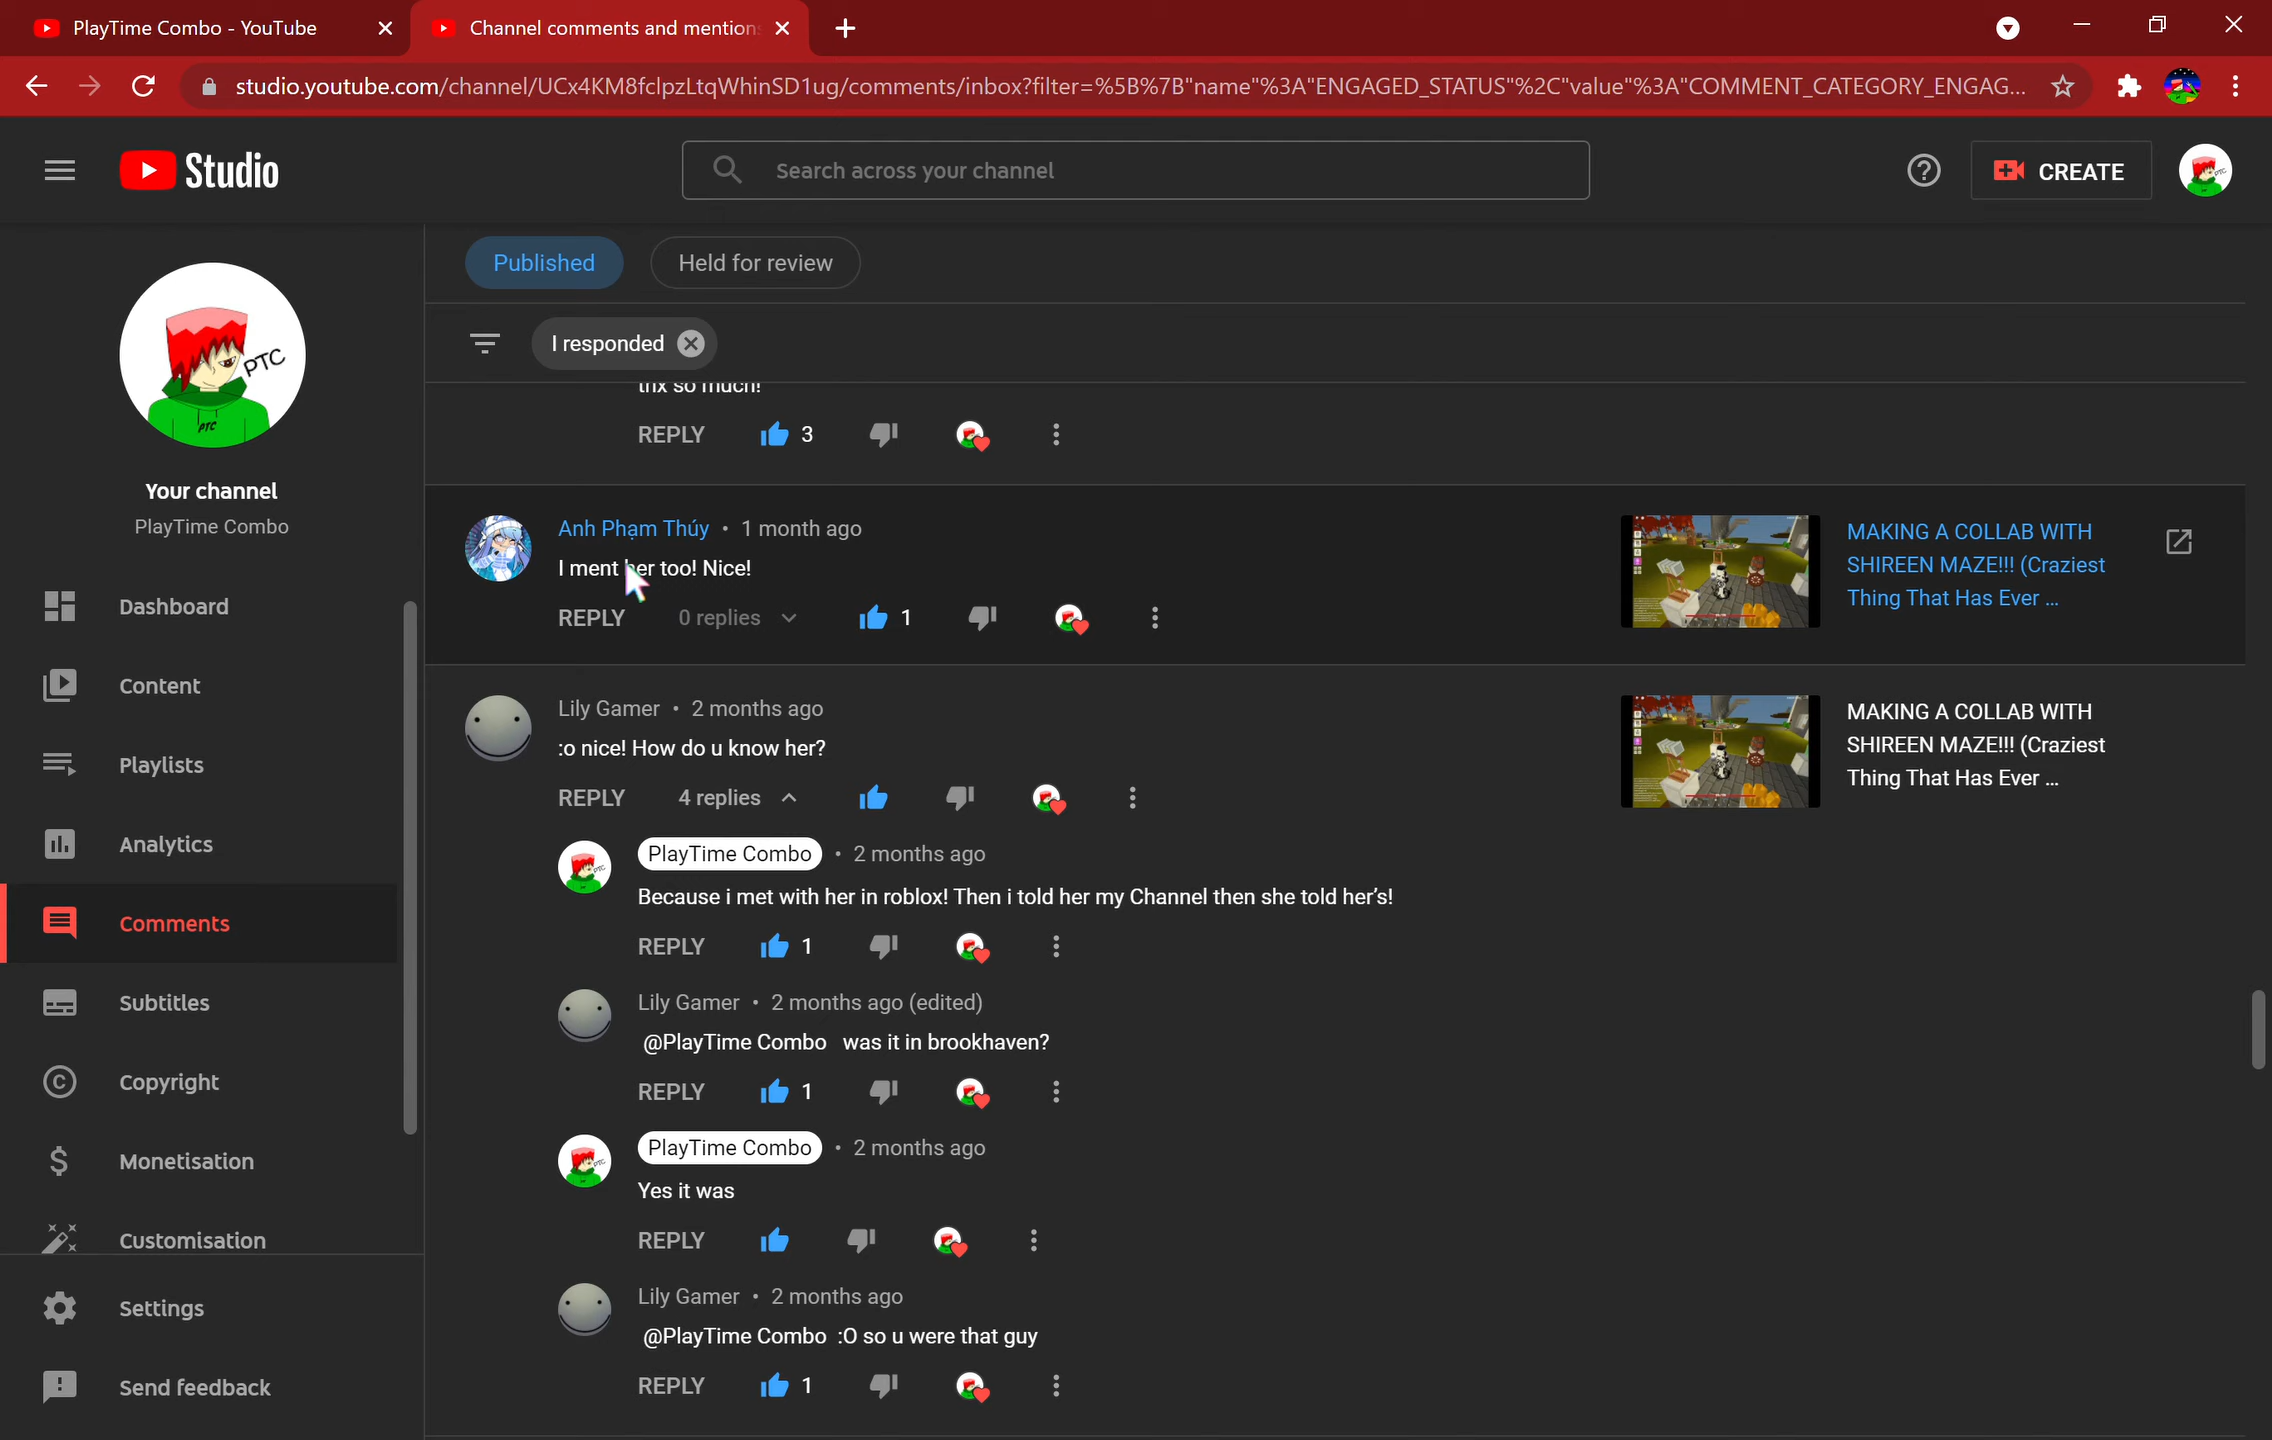 PlayTime Combo - YouTube
Channel comments and mention
studio.youtube.com/channel/UCx4KM8fclpzLtqWhinSD1ug/comments/inbox?filter=%5B%7B"name"%3A"ENGAGED_STATUS"%2C"value"%3A"COMMENT_CATEGORY_ENGAG...
Studio
Search across your channel
CREATE
PTC
PTC
Your channel
PlayTime Combo
Dashboard
Content
Playlists
Analytics
Comments
Subtitles
Copyright
Monetisation
Customisation
Settings
Send feedback
Published
Held for review
I responded
thx so much!
REPLY 3
Anh Phạm Thúy • 1 month ago
I ment her too! Nice!
REPLY 0 replies 1
MAKING A COLLAB WITH
SHIREEN MAZE!!! (Craziest
Thing That Has Ever ...
Lily Gamer • 2 months ago
:o nice! How do u know her?
REPLY 4 replies
MAKING A COLLAB WITH
SHIREEN MAZE!!! (Craziest
Thing That Has Ever ...
PlayTime Combo • 2 months ago
Because i met with her in roblox! Then i told her my Channel then she told her's!
REPLY 1
Lily Gamer • 2 months ago (edited)
@PlayTime Combo was it in brookhaven?
REPLY 1
PlayTime Combo • 2 months ago
Yes it was
REPLY
Lily Gamer • 2 months ago
@PlayTime Combo :O so u were that guy
REPLY 1